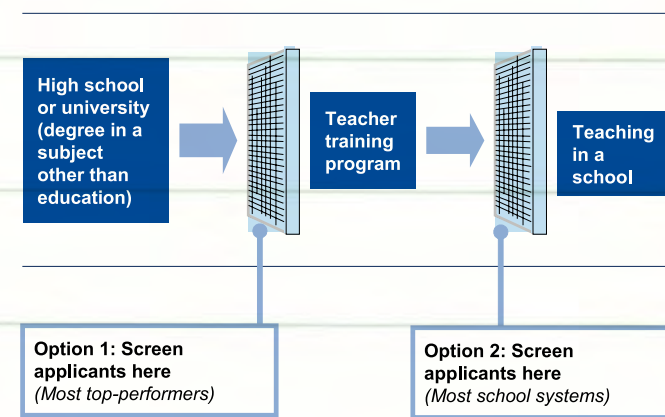 High school
or university
(degree in a
subject
other than
education)
Teacher
training
program
Teaching
in a
school
Option 1: Screen
applicants here
(Most top-performers)
Option 2: Screen
applicants here
(Most school systems)